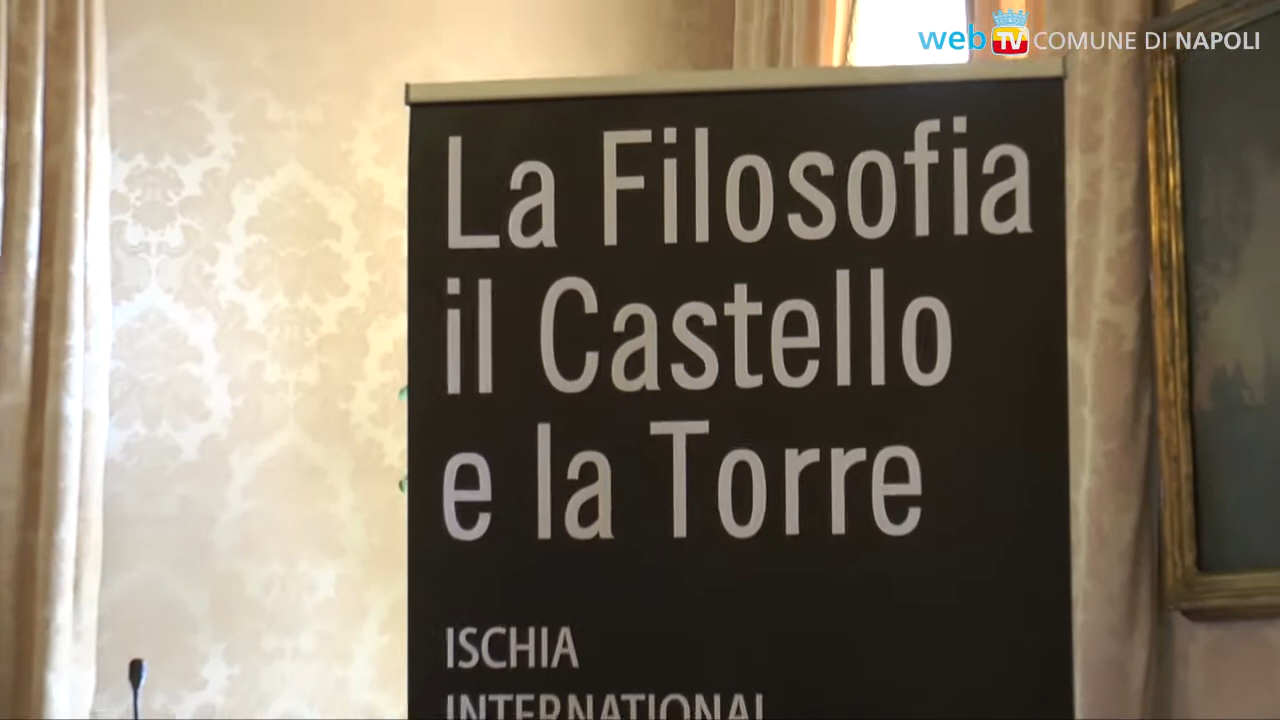 web TV COMUNE DI NAPOLI
La Filosofia
il Castello
e la Torre
ISCHIA
INTERNATIONAL